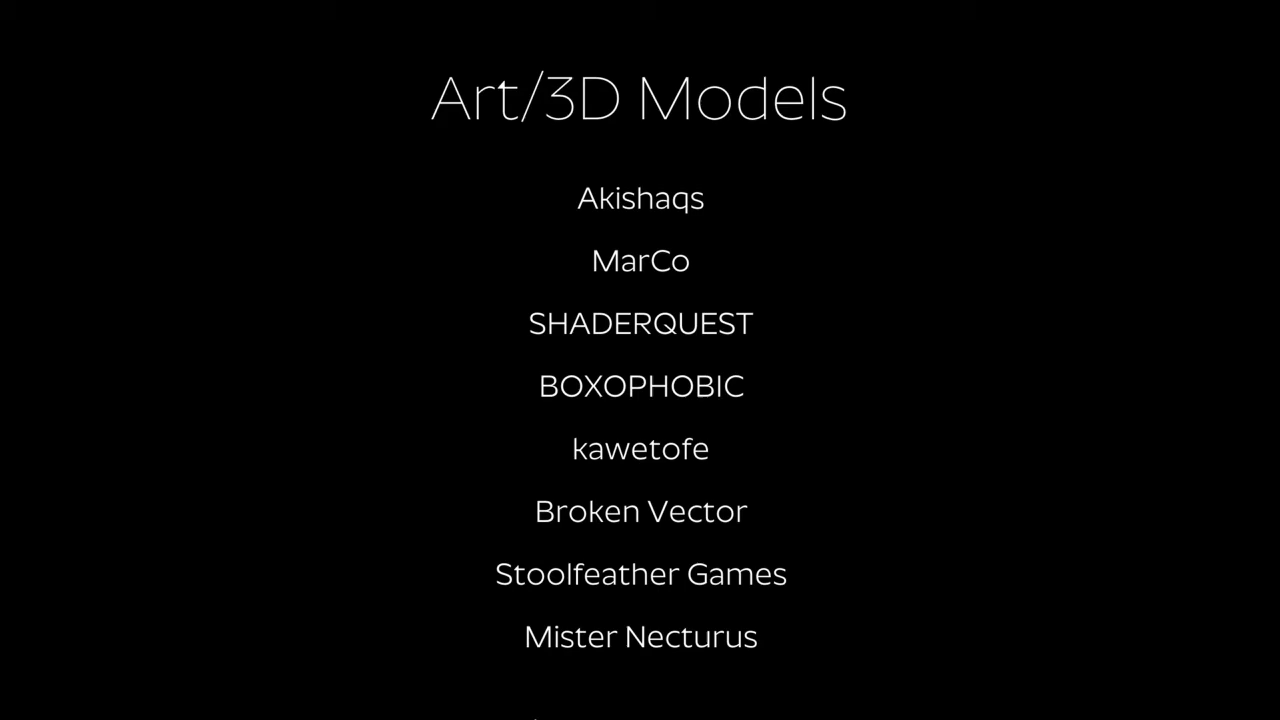 Art/3D Models
Akishaqs
MarCo
SHADERQUEST
BOXOPHOBIC
kawetofe
Broken Vector
Stoolfeather Games
Mister Necturus